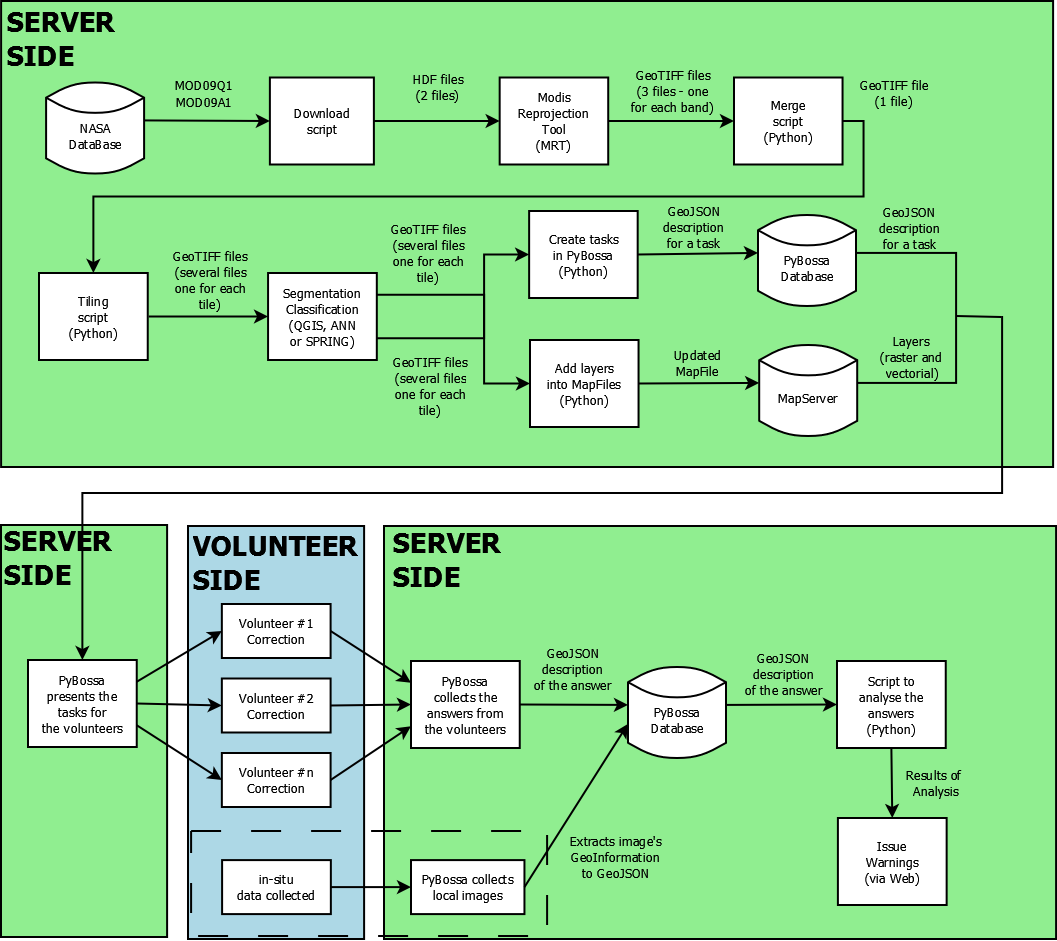 SERVER
SIDE
NASA
DataBase
MOD09Q1
MOD09A1
Download
script
HDF files
(2 files)
Modis
Reprojection
Tool
(MRT)
GeoTIFF files
(3 files - one
for each band)
Merge
script
(Python)
GeoTIFF file
(1 file)
Tiling
script
(Python)
GeoTIFF files
(several files
one for each
tile)
Segmentation
Classification
(QGIS, ANN
or SPRING)
GeoTIFF files
(several files
one for each
tile)
GeoTIFF files
(several files
one for each
tile)
Create tasks
in PyBossa
(Python)
GeoJSON
description
for a task
PyBossa
Database
GeoJSON
description
for a task
Add layers
into MapFiles
(Python)
Updated
MapFile
MapServer
Layers
(raster and
vectorial)
SERVER
SIDE
PyBossa
presents the
tasks for
the volunteers
VOLUNTEER
SIDE
Volunteer #1
Correction
Volunteer #2
Correction
Volunteer #n
Correction
in-situ
data collected
SERVER
SIDE
PyBossa
collects the
answers from
the volunteers
GeoJSON
description
of the answer
PyBossa
Database
GeoJSON
description
of the answer
Script to
analyse the
answers
(Python)
Results of
Analysis
Issue
Warnings
(via Web)
PyBossa collects
local images
Extracts image's
GeoInformation
to GeoJSON